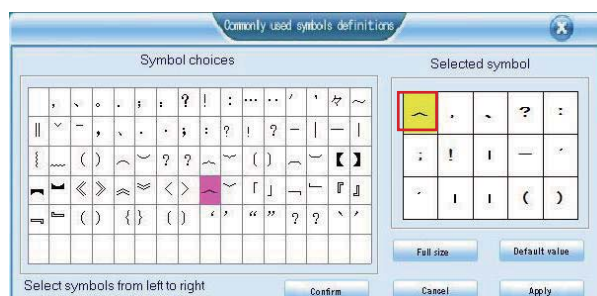 Commonly used symbols definitions
Symbol choices
Selected symbol
, 、 。 . ; : ? ! : … ‥ ′ ‵ 々 ~
‖ ˇ – , 、 . · ; : ? ! ? – | — |
( ) ︵ ︶ ? ? ︿ ﹀ ( ) ︵ ︶ 【 】
︻ ︼ 《 》 ︽ ︾ 〈 〉 ︿ ﹀ 「 」 ﹁ ﹂ 『 』
﹃ ﹄ ( ) { } ( ) ‘ ’ “ ” ? ? ‵ ′
︿ , 、 ? :
; ! | — ′
′ | | ( )
Full size
Default value
Select symbols from left to right
Confirm
Cancel
Apply